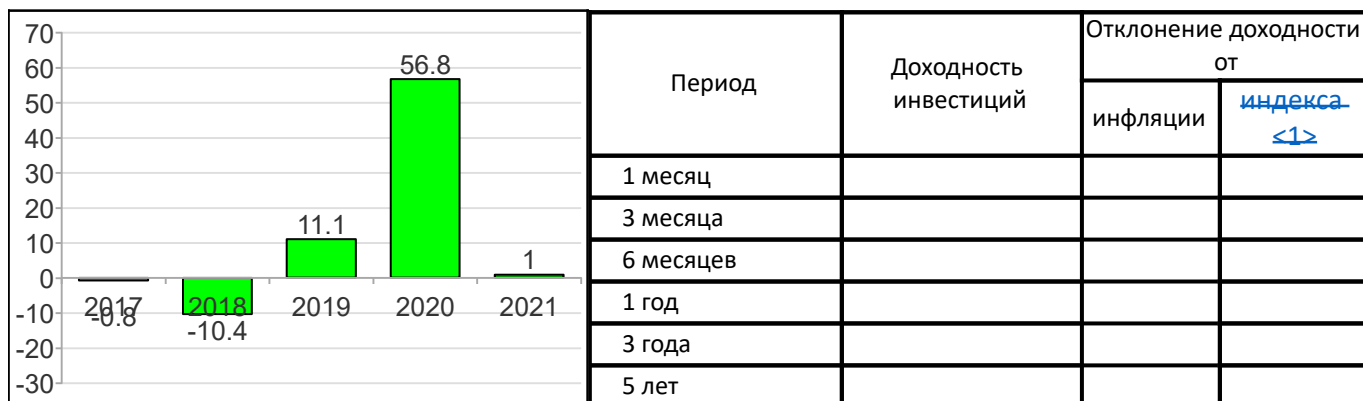 70
60
50
40
30
20
10
0
-10
-20
-30
56.8
11.1
1
2017 2018 2019 2020 2021
-0.8
-10.4
Период
Доходность
инвестиций
Отклонение доходности
от
инфляции
индекса
<1>
1 месяц
3 месяца
6 месяцев
1 год
3 года
5 лет